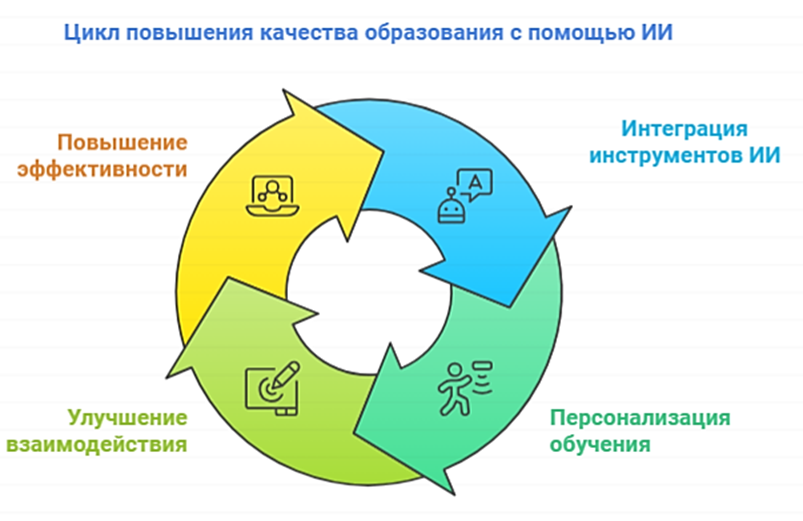 Цикл повышения качества образования с помощью ИИ
Повышение
эффективности
Интеграция
инструментов ИИ
A
Улучшение
взаимодействия
Персонализация
обучения